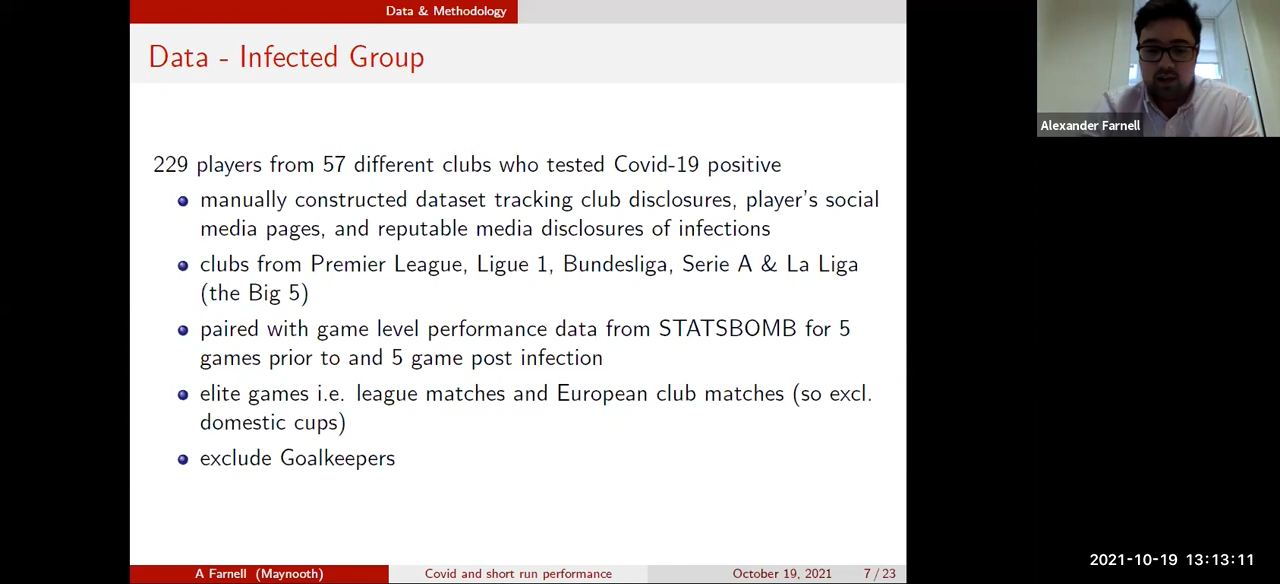 Data & Methodology
Data - Infected Group
229 players from 57 different clubs who tested Covid-19 positive
manually constructed dataset tracking club disclosures, player's social
media pages, and reputable media disclosures of infections
clubs from Premier League, Ligue 1, Bundesliga, Serie A & La Liga
(the Big 5)
paired with game level performance data from STATSBOMB for 5
games prior to and 5 game post infection
elite games i.e. league matches and European club matches (so excl.
domestic cups)
exclude Goalkeepers
A Farnell (Maynooth)
Covid and short run performance
October 19, 2021
7 / 23
Alexander Farnell
2021-10-19 13:13:11